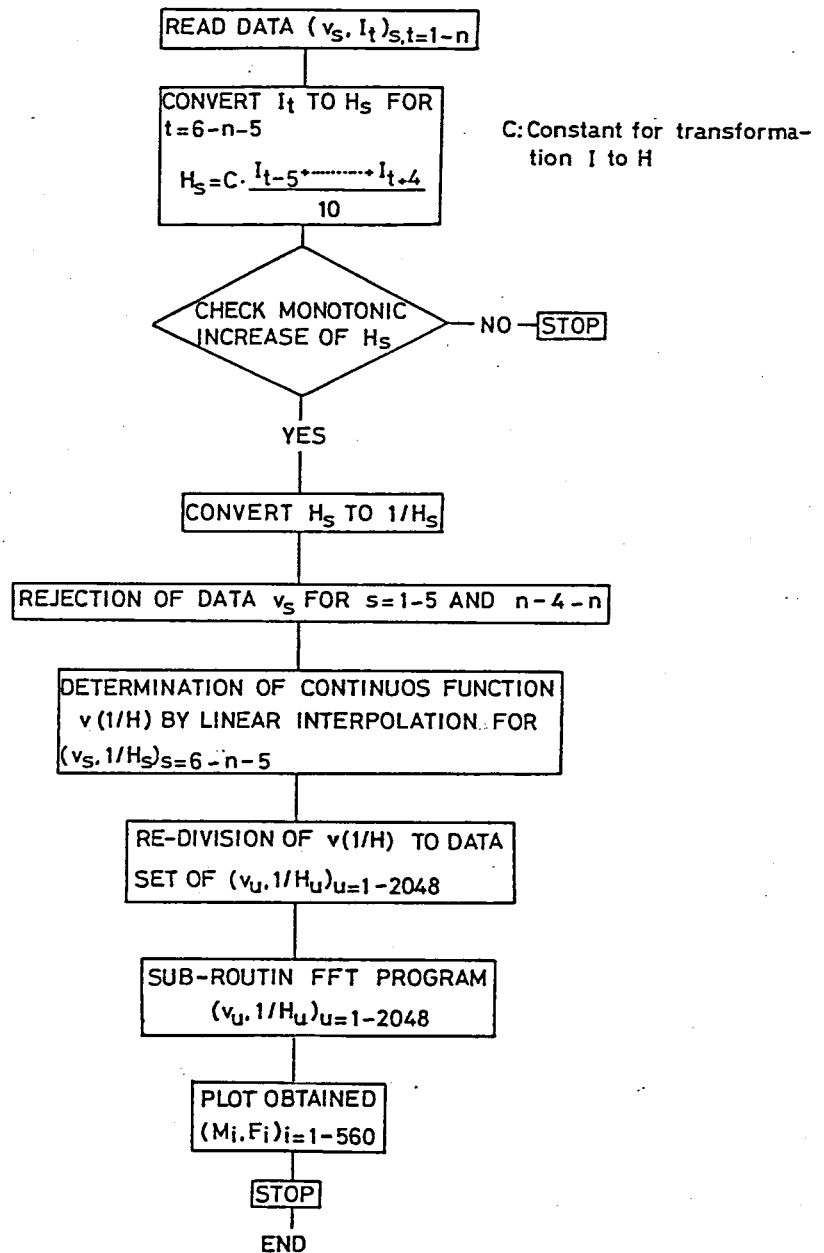 READ DATA (vs, It)s,t=1-n
CONVERT It TO Hs FOR
t=6-n-5
Hs=C·It-5+··········+It+4
10
C:Constant for transforma-
tion I to H
CHECK MONOTONIC
INCREASE OF Hs
NO
STOP
YES
CONVERT Hs TO 1/Hs
REJECTION OF DATA vs FOR s=1-5 AND n-4-n
DETERMINATION OF CONTINUOS FUNCTION
v(1/H) BY LINEAR INTERPOLATION FOR
(vs,1/Hs)s=6-n-5
RE-DIVISION OF v(1/H) TO DATA
SET OF (vu,1/Hu)u=1-2048
SUB-ROUTIN FFT PROGRAM
(vu,1/Hu)u=1-2048
PLOT OBTAINED
(Mi,Fi)i=1-560
STOP
END